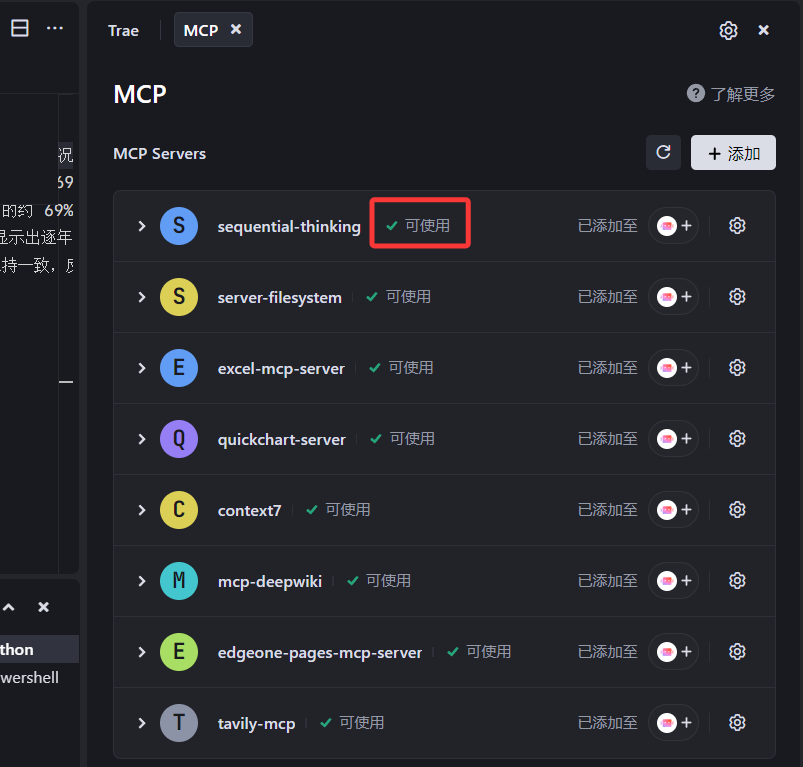 Trae
MCP
MCP
了解更多
MCP Servers
添加
况
69
的约 69%
显示出逐年
持一致，
S sequential-thinking 可使用 已添加至
S server-filesystem 可使用 已添加至
E excel-mcp-server 可使用 已添加至
Q quickchart-server 可使用 已添加至
C context7 可使用 已添加至
M mcp-deepwiki 可使用 已添加至
E edgeone-pages-mcp-server 可使用 已添加至
T tavily-mcp 可使用 已添加至
thon
wershell